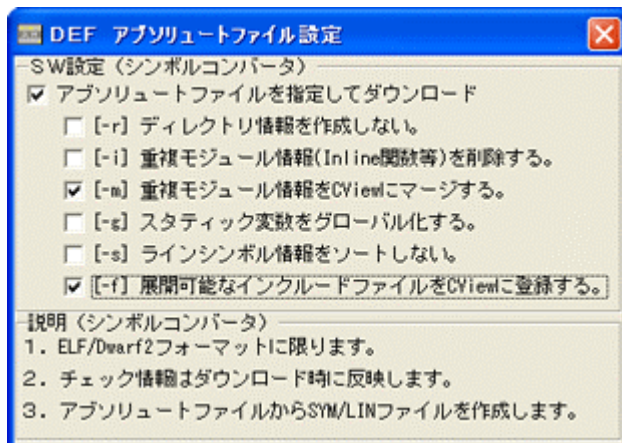 DEF アブソリュートファイル設定
SW設定（シンボルコンバータ）
アブソリュートファイルを指定してダウンロード
[-r] ディレクトリ情報を作成しない。
[-i] 重複モジュール情報(Inline関数等)を削除する。
[-m] 重複モジュール情報をCViewにマージする。
[-g] スタティック変数をグローバル化する。
[-s] ラインシンボル情報をソートしない。
[-f] 展開可能なインクルードファイルをCViewに登録する。
説明（シンボルコンバータ）
1．ELF/Dwarf2フォーマットに限ります。
2．チェック情報はダウンロード時に反映します。
3．アブソリュートファイルからSYM/LINファイルを作成します。